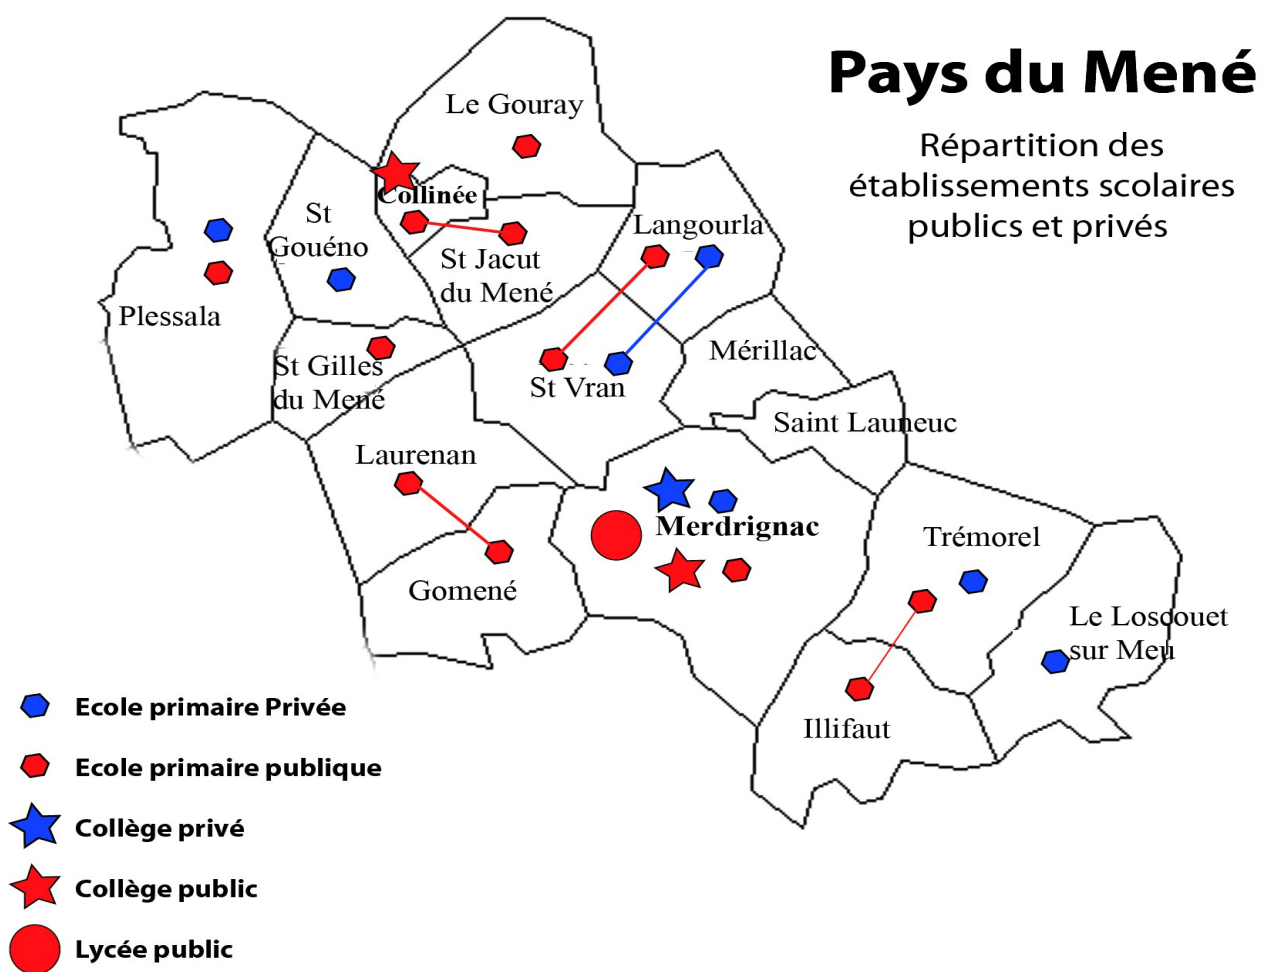 Pays du Mené
Répartition des
établissements scolaires
publics et privés
Le Gouray
Collinée
St
Gouéno
Langourla
St Jacut
du Mené
Plessala
Mérillac
St Gilles
du Mené
St Vran
Saint Launeuc
Laurenan
Merdrignac
Trémorel
Gomené
Le Loscouet
sur Meu
Illifaut
Ecole primaire Privée
Ecole primaire publique
Collège privé
Collège public
Lycée public